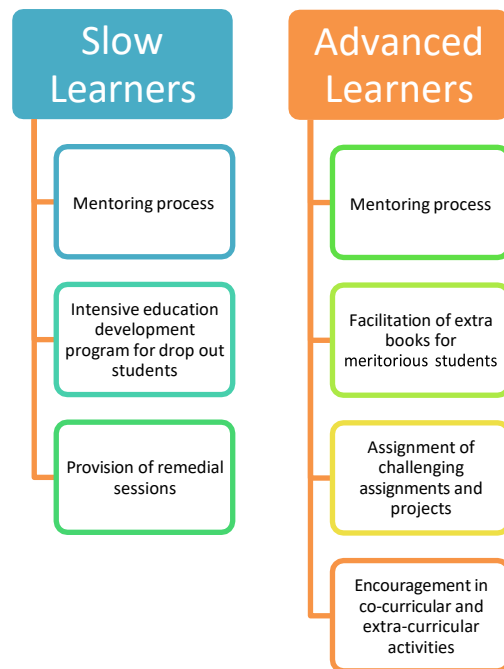 Slow
Learners
Mentoring process
Intensive education
development
program for drop out
students
Provision of remedial
sessions
Advanced
Learners
Mentoring process
Facilitation of extra
books for
meritorious students
Assignment of
challenging
assignments and
projects
Encouragement in
co-curricular and
extra-curricular
activities